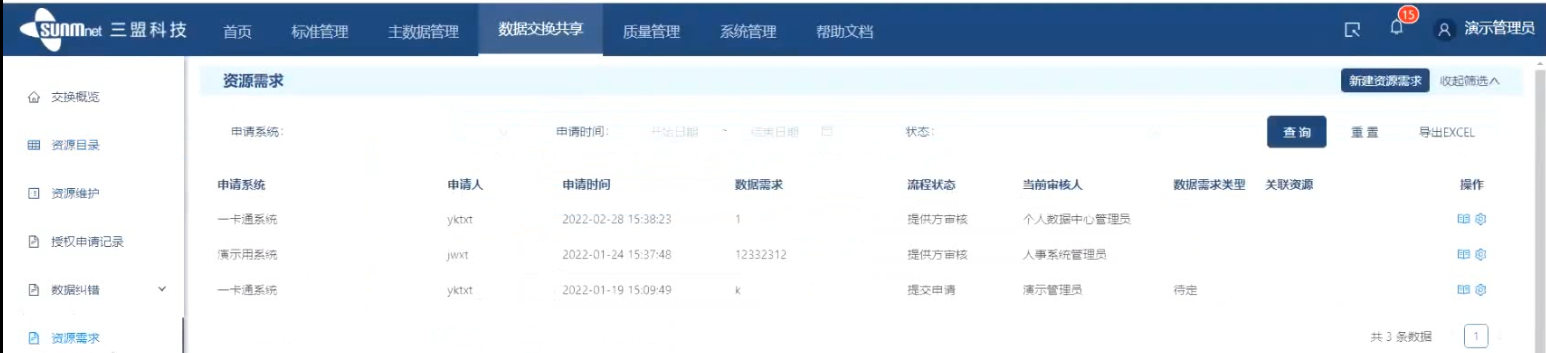 SUNMnet 三盟科技 首页 标准管理 主数据管理 数据交换共享 质量管理 系统管理 帮助文档 15 演示管理员
资源需求 新建资源需求 收起筛选
交换概览
申请系统: 申请时间: 开始日期 ~ 结束日期 状态: 查询 重置 导出EXCEL
资源目录
申请系统 申请人 申请时间 数据需求 流程状态 当前审核人 数据需求类型 关联资源 操作
资源维护
一卡通系统 yktxt 2022-02-28 15:38:23 1 提供方审核 个人数据中心管理员
授权申请记录
演示用系统 jwxt 2022-01-24 15:37:48 12332312 提供方审核 人事系统管理员
数据纠错
一卡通系统 yktxt 2022-01-19 15:09:49 k 提交申请 演示管理员 待定
资源需求
共 3 条数据 1